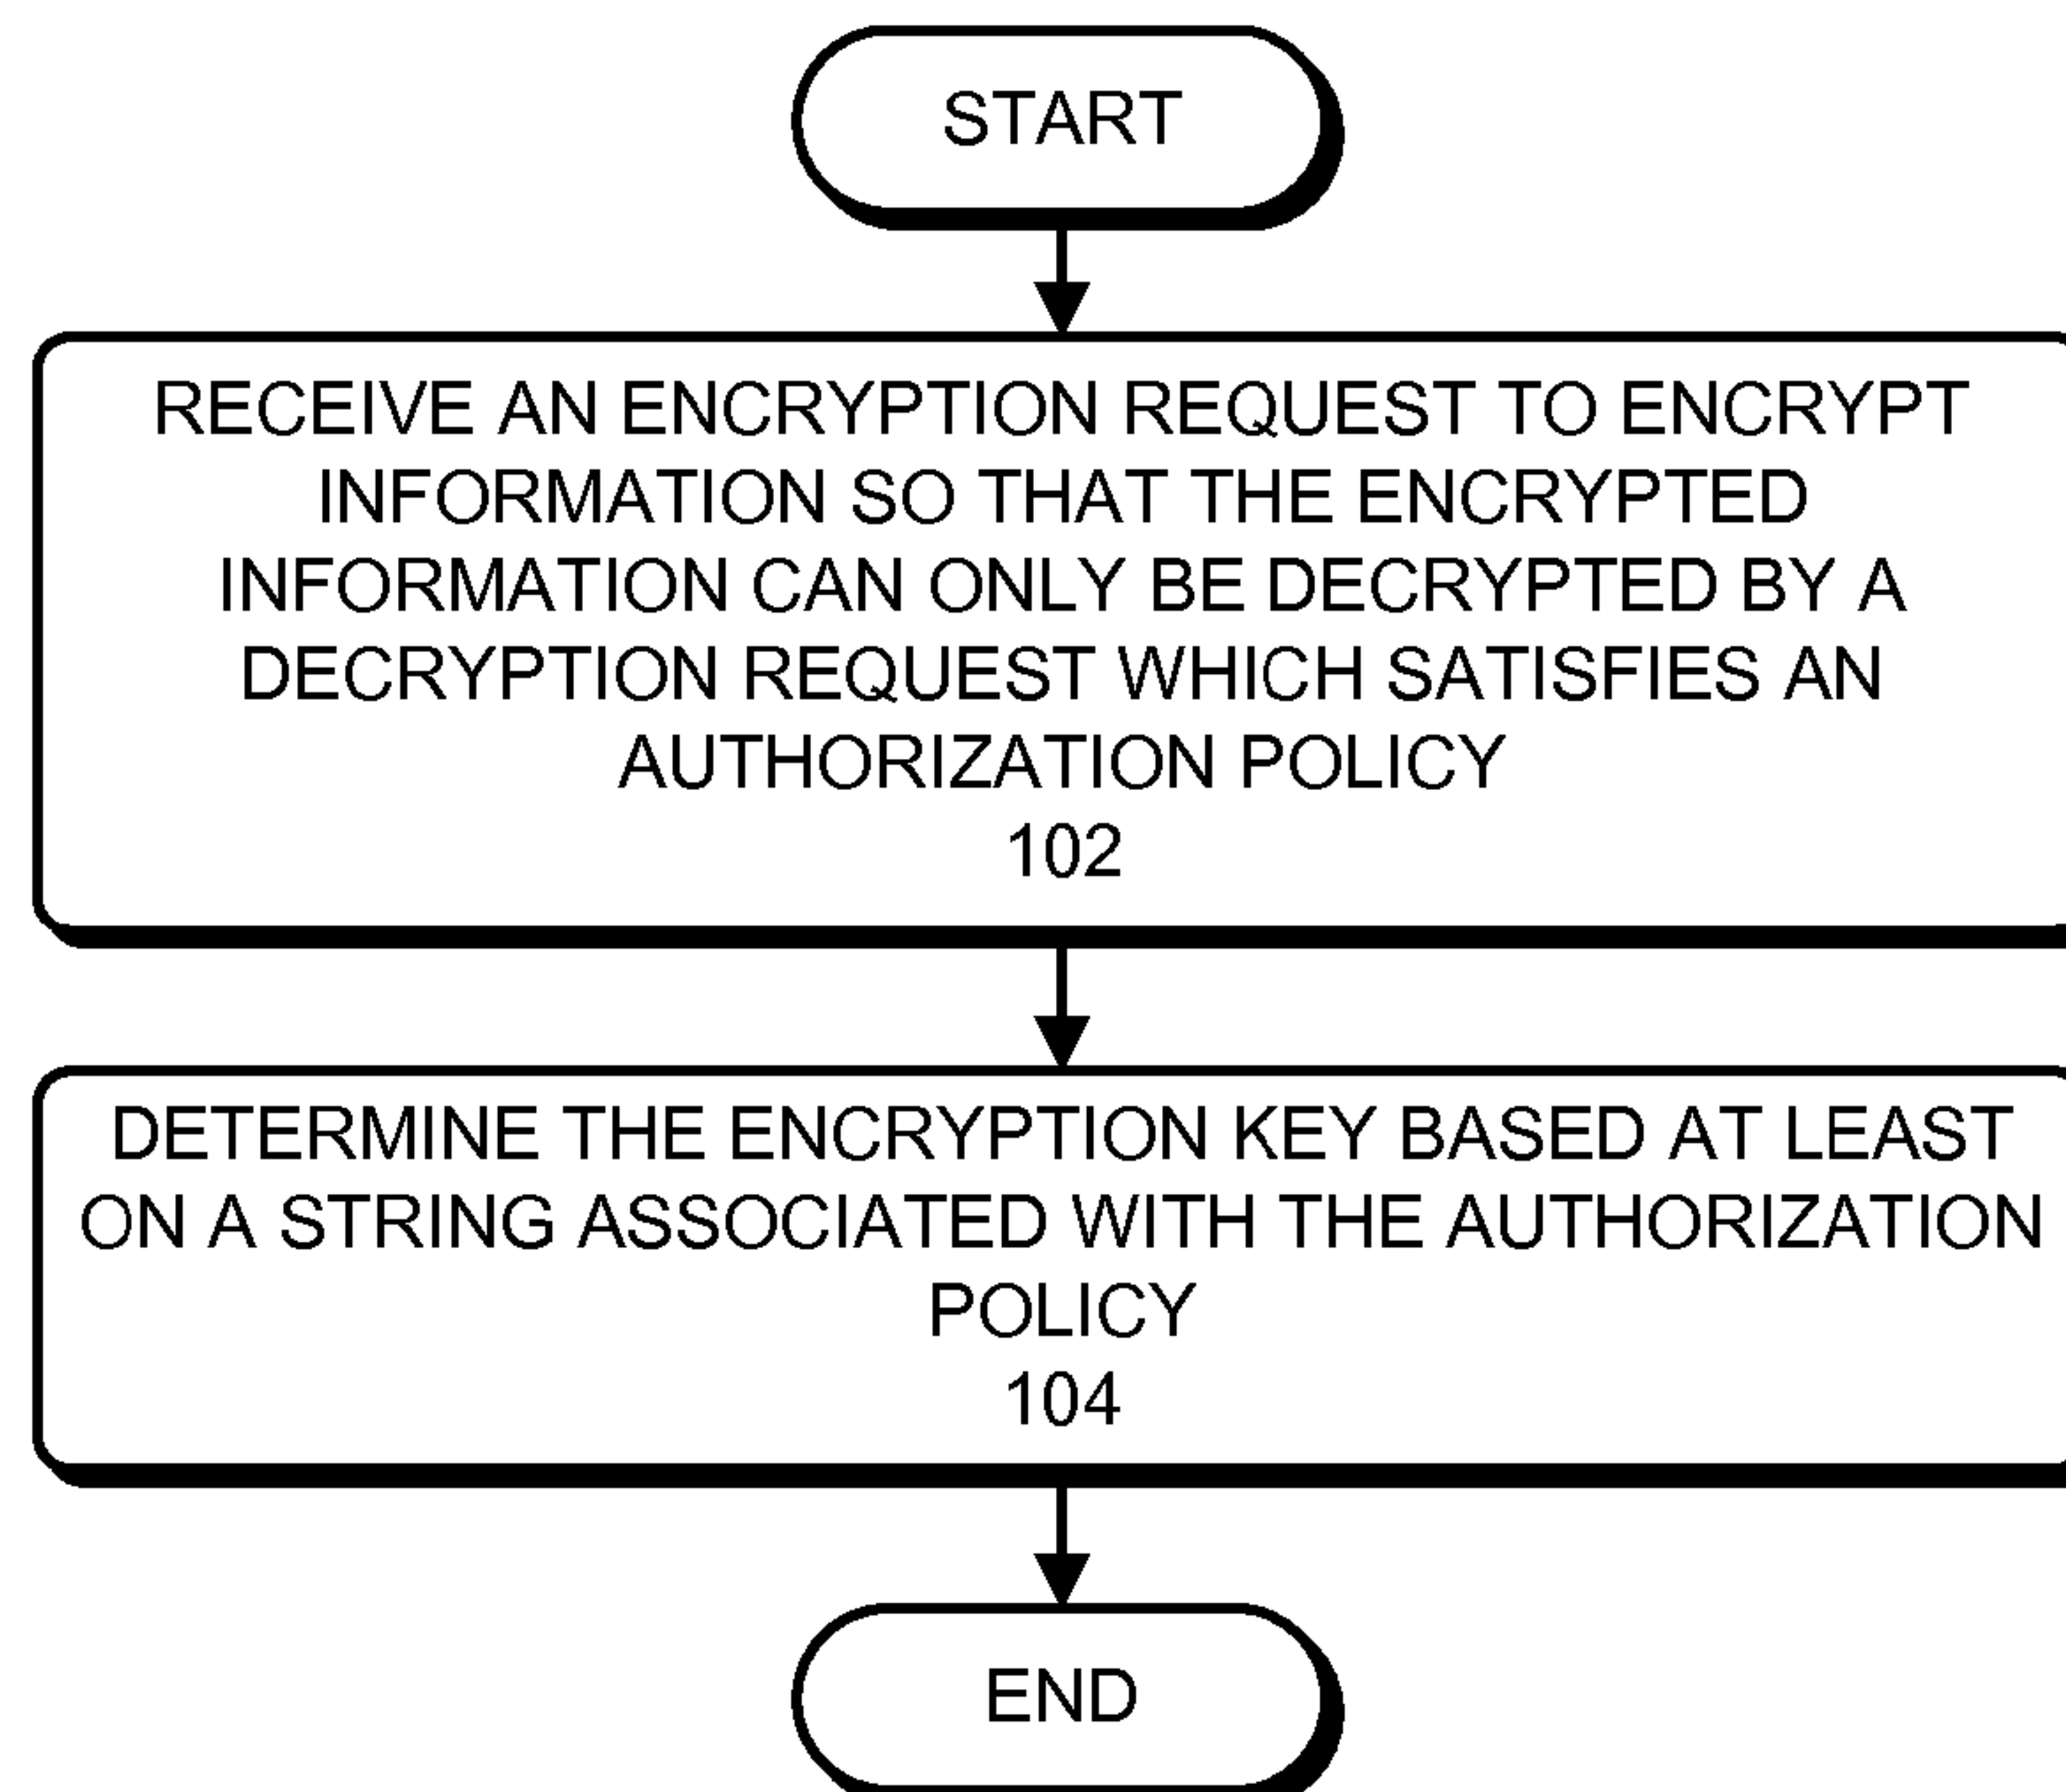 START
RECEIVE AN ENCRYPTION REQUEST TO ENCRYPT
INFORMATION SO THAT THE ENCRYPTED
INFORMATION CAN ONLY BE DECRYPTED BY A
DECRYPTION REQUEST WHICH SATISFIES AN
AUTHORIZATION POLICY
102
DETERMINE THE ENCRYPTION KEY BASED AT LEAST
ON A STRING ASSOCIATED WITH THE AUTHORIZATION
POLICY
104
END